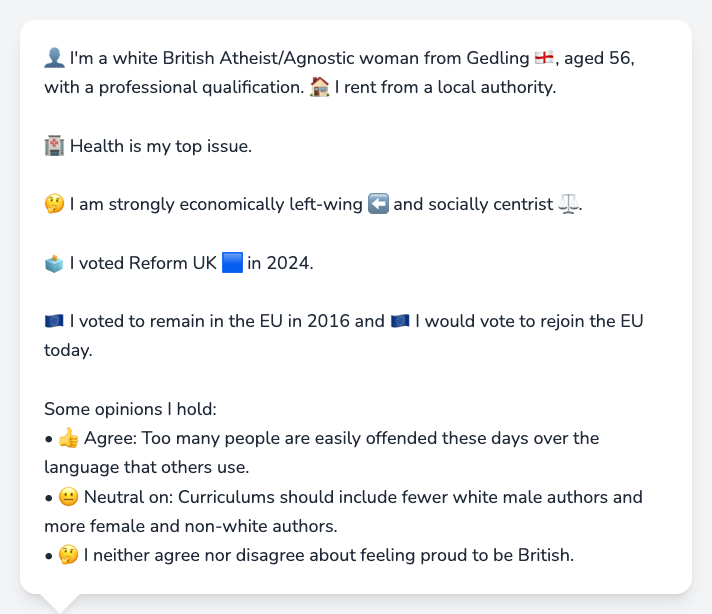 👤 I'm a white British Atheist/Agnostic woman from Gedling 🏴󠁧󠁢󠁥󠁮󠁧󠁿, aged 56,
with a professional qualification. 🏠 I rent from a local authority.
🏥 Health is my top issue.
🤔 I am strongly economically left-wing ⬅️ and socially centrist ⚖️.
🗳️ I voted Reform UK 🟦 in 2024.
🇪🇺 I voted to remain in the EU in 2016 and 🇪🇺 I would vote to rejoin the EU
today.
Some opinions I hold:
• 👍 Agree: Too many people are easily offended these days over the
language that others use.
• 😐 Neutral on: Curriculums should include fewer white male authors and
more female and non-white authors.
• 🤔 I neither agree nor disagree about feeling proud to be British.